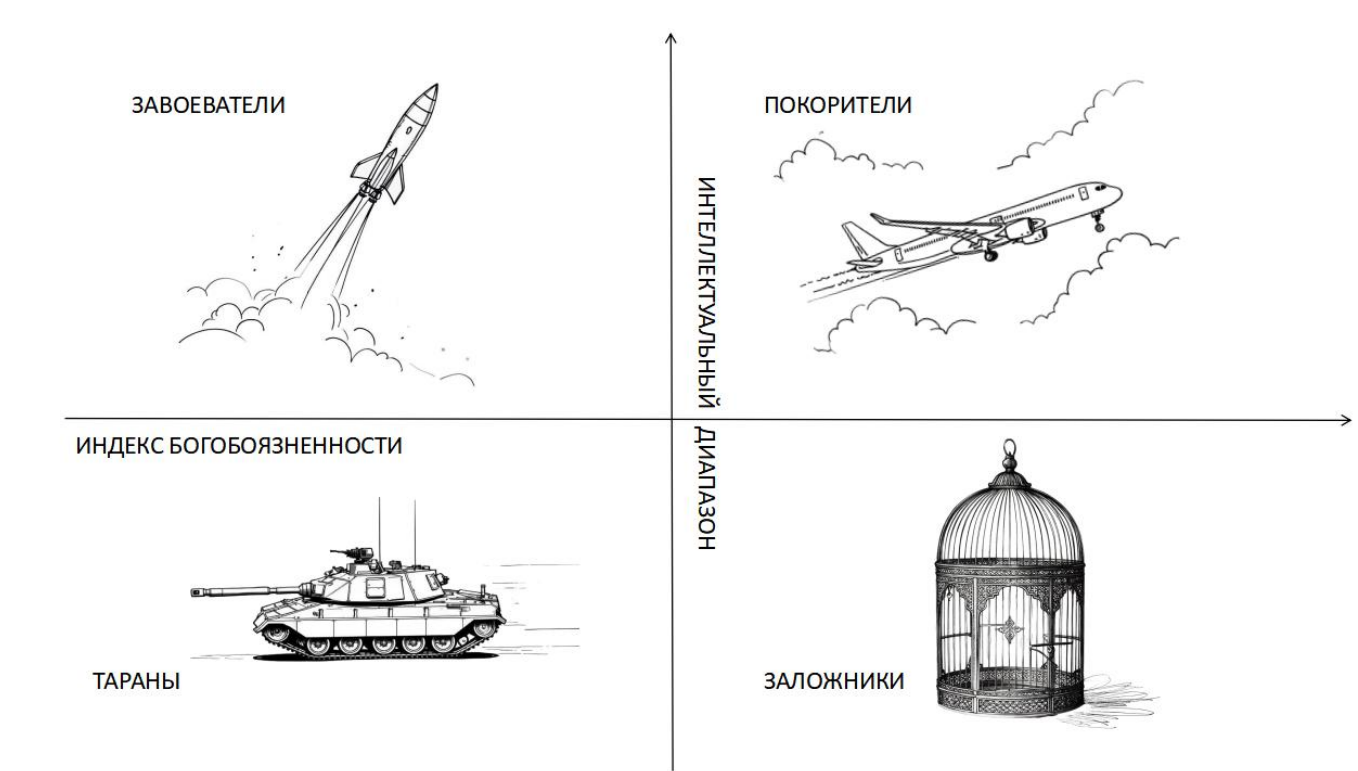 ЗАВОЕВАТЕЛИ
ПОКОРИТЕЛИ
ИНТЕЛЛЕКТУАЛЬНЫЙ ДИАПАЗОН
ИНДЕКС БОГОБОЯЗНЕННОСТИ
ТАРАНЫ
ЗАЛОЖНИКИ